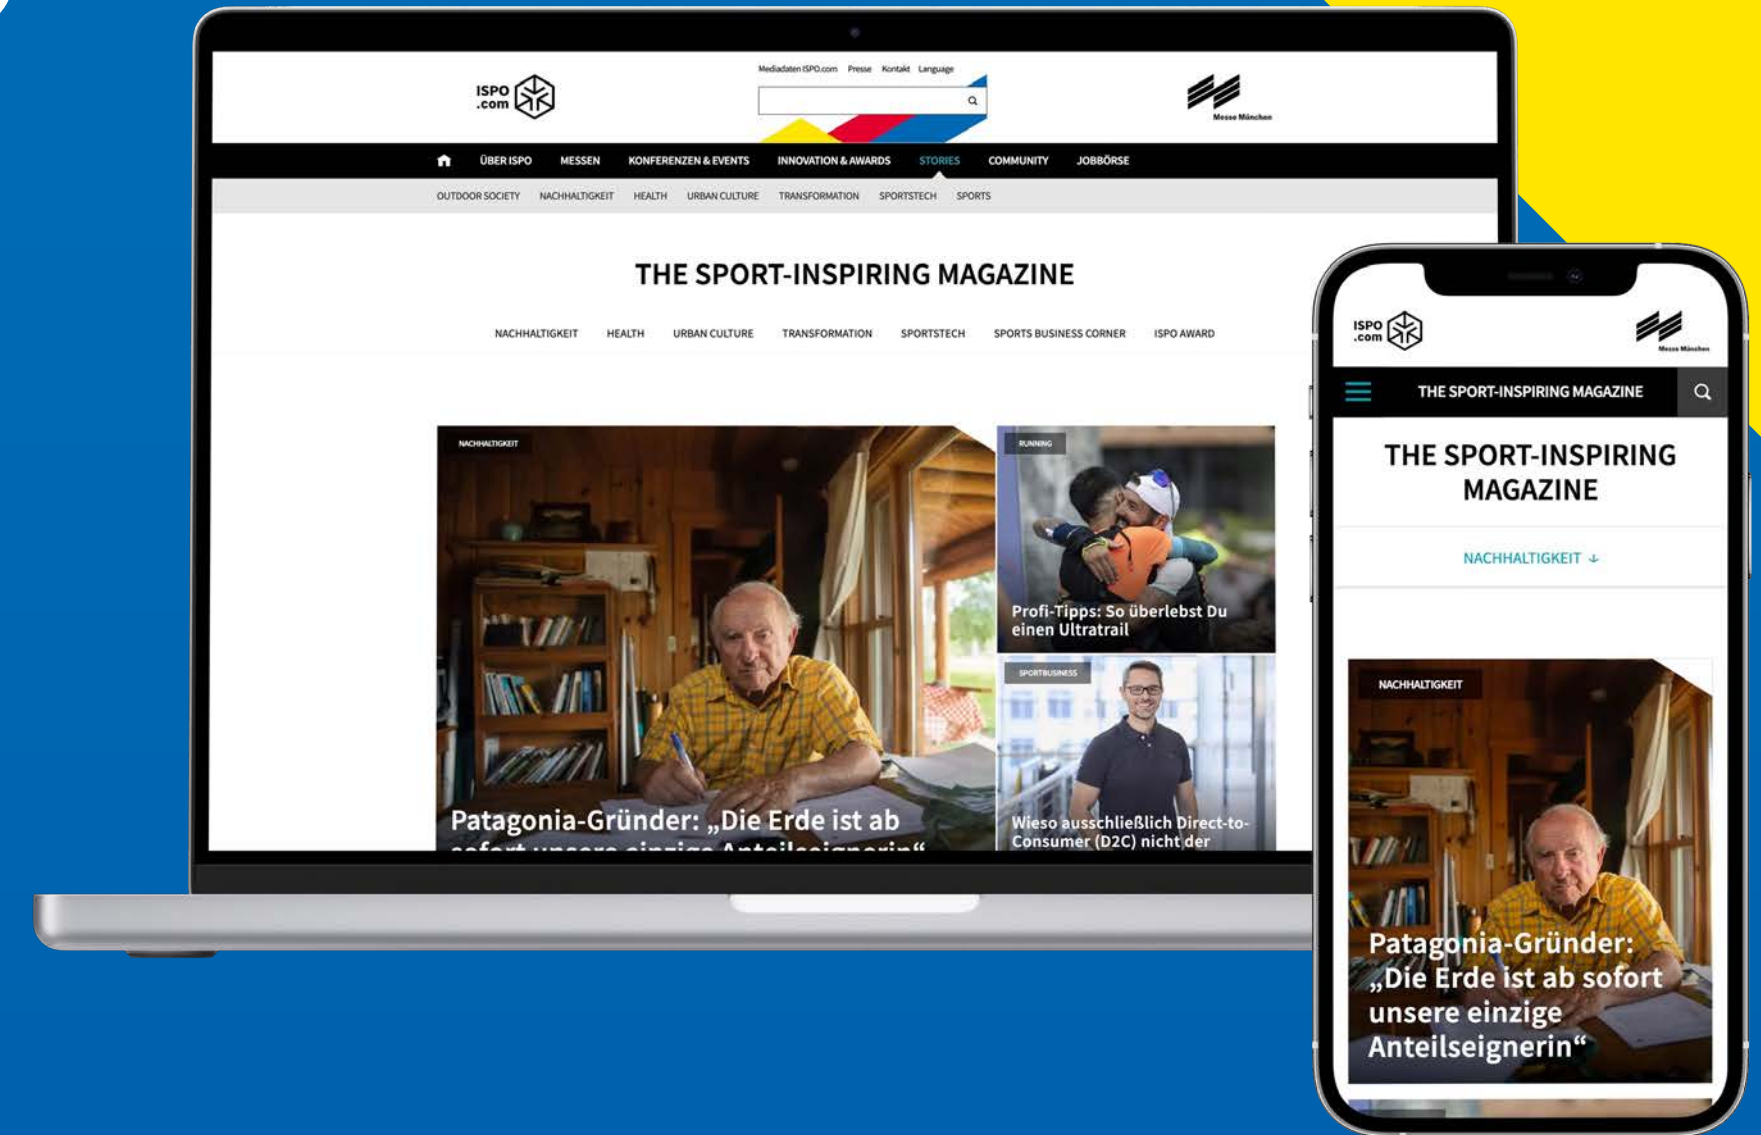 ISPO
.com
Mediadaten ISPO.com Presse Kontakt Language
Messe München
ÜBER ISPO MESSEN KONFERENZEN & EVENTS INNOVATION & AWARDS STORIES COMMUNITY JOBBÖRSE
OUTDOOR SOCIETY NACHHALTIGKEIT HEALTH URBAN CULTURE TRANSFORMATION SPORTSTECH SPORTS
THE SPORT-INSPIRING MAGAZINE
NACHHALTIGKEIT HEALTH URBAN CULTURE TRANSFORMATION SPORTSTECH SPORTS BUSINESS CORNER ISPO AWARD
NACHHALTIGKEIT
Patagonia-Gründer: „Die Erde ist ab
sofort unsere einzige Anteilseignerin“
RUNNING
Profi-Tipps: So überlebst Du
einen Ultratrail
SPORTBUSINESS
Wieso ausschließlich Direct-to-
Consumer (D2C) nicht der
ISPO
.com
Messe München
THE SPORT-INSPIRING MAGAZINE
THE SPORT-INSPIRING
MAGAZINE
NACHHALTIGKEIT ↓
NACHHALTIGKEIT
Patagonia-Gründer:
„Die Erde ist ab sofort
unsere einzige
Anteilseignerin“